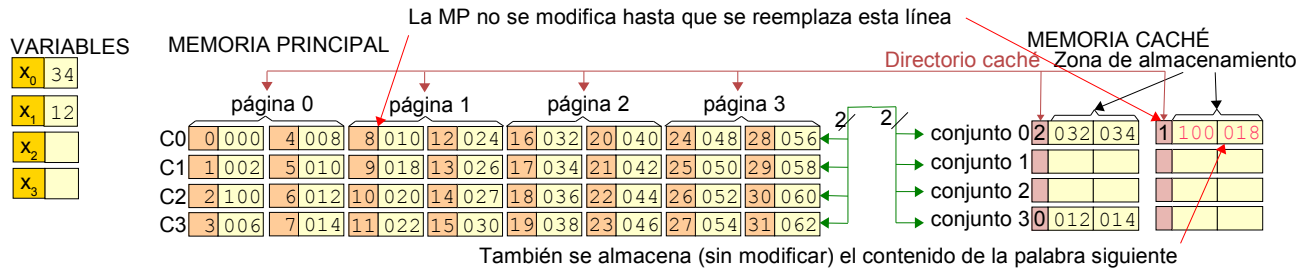 La MP no se modifica hasta que se reemplaza esta línea
VARIABLES MEMORIA PRINCIPAL MEMORIA CACHÉ
Directorio caché Zona de almacenamiento
x0 34
x1 12
x2
x3
página 0 página 1 página 2 página 3 2 2
C0 0 000 4 008 8 010 12 024 16 032 20 040 24 048 28 056 conjunto 0 2 032 034 1 100 018
C1 1 002 5 010 9 018 13 026 17 034 21 042 25 050 29 058 conjunto 1
C2 2 100 6 012 10 020 14 027 18 036 22 044 26 052 30 060 conjunto 2
C3 3 006 7 014 11 022 15 030 19 038 23 046 27 054 31 062 conjunto 3 0 012 014
También se almacena (sin modificar) el contenido de la palabra siguiente